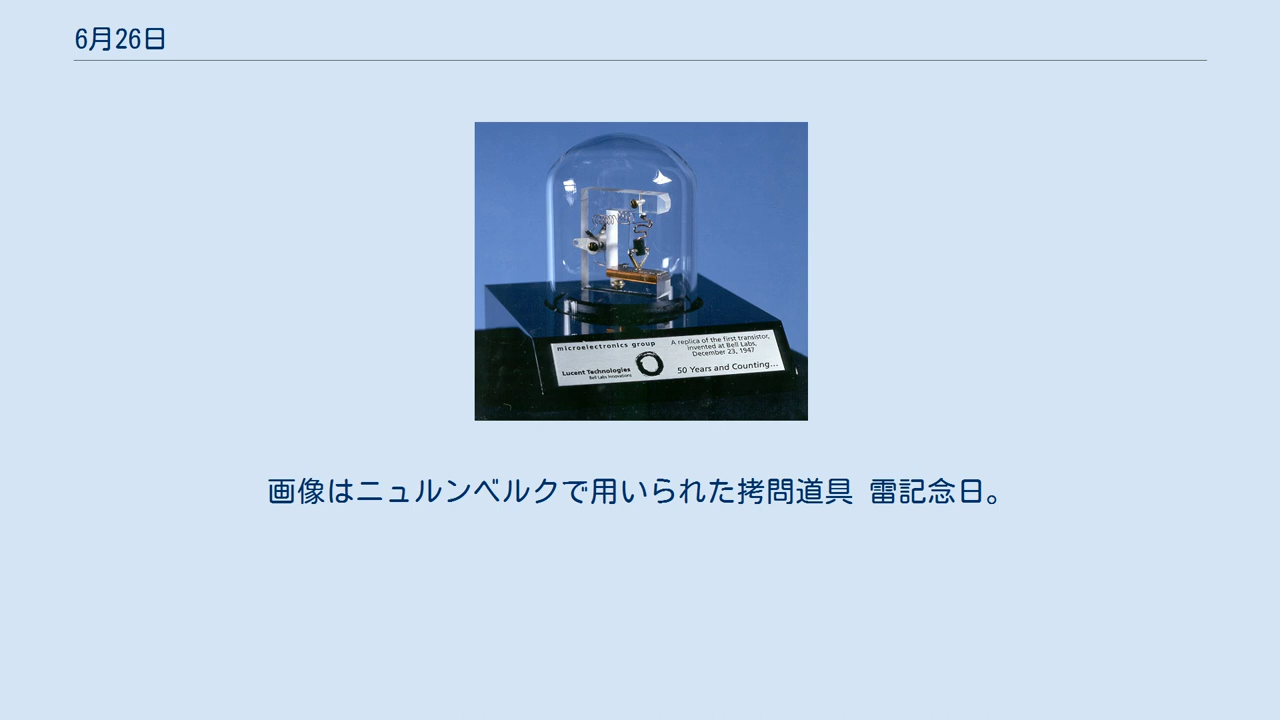 6月26日
microelectronics group
Lucent Technologies
Bell Labs Innovations
A replica of the first transistor,
invented at Bell Labs,
December 23, 1947
50 Years and Counting...
画像はニュルンベルクで用いられた拷問道具 雷記念日。